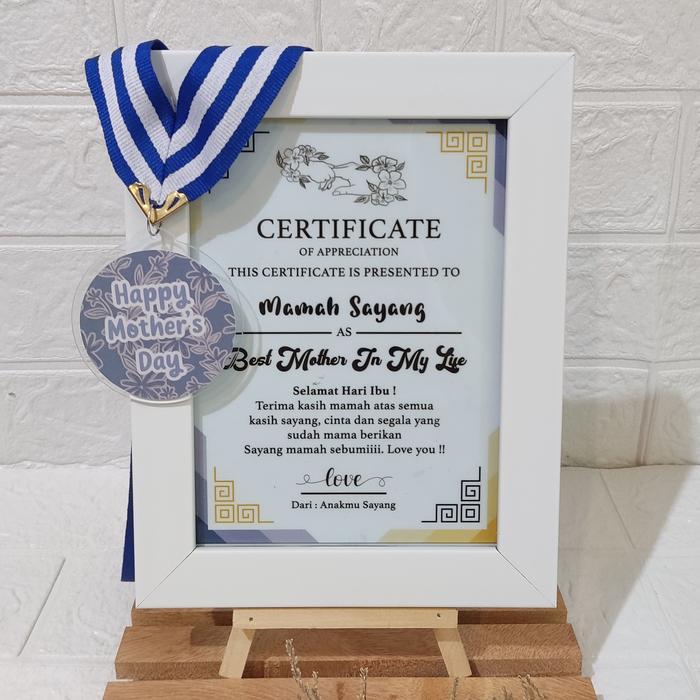 CERTIFICATE
OF APPRECIATION
THIS CERTIFICATE IS PRESENTED TO
Mamah Sayang
AS
Best Mother In My Life
Selamat Hari Ibu !
Terima kasih mamah atas semua
kasih sayang, cinta dan segala yang
sudah mama berikan
Sayang mamah sebumiiii. Love you !!
love
Dari : Anakmu Sayang
Happy
Mother's
Day